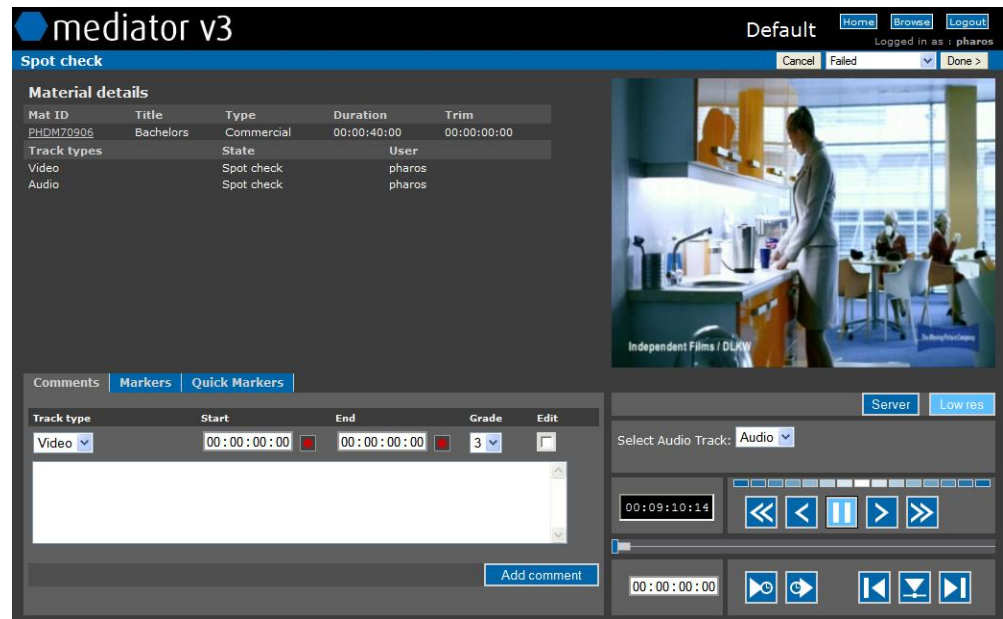 mediator v3
Default Home Browse Logout
Logged in as : pharos
Spot check Cancel Failed Done >
Material details
Mat ID Title Type Duration Trim
PHDM70906 Bachelors Commercial 00:00:40:00 00:00:00:00
Track types State User
Video Spot check pharos
Audio Spot check pharos
Independent Films / DLKW
The Moving Picture Company
Comments Markers Quick Markers
Server Low res
Track type Start End Grade Edit
Video 00:00:00:00 00:00:00:00 3
Select Audio Track: Audio
00:09:10:14
Add comment
00:00:00:00